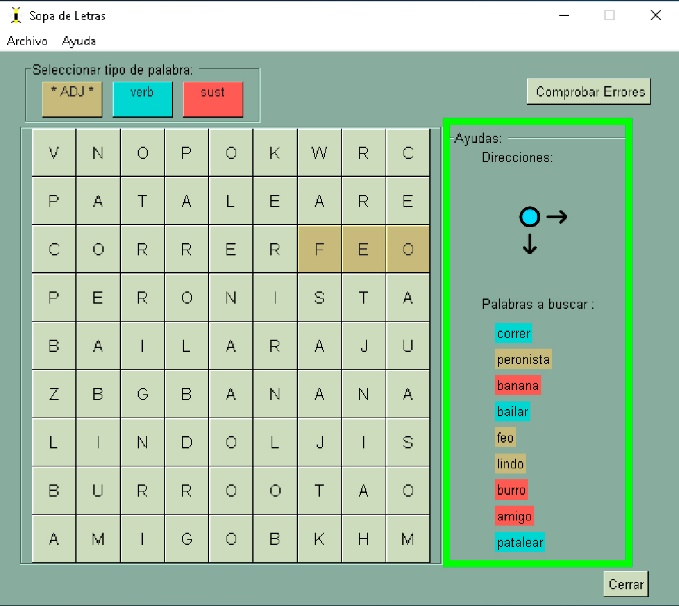 Sopa de Letras
Archivo Ayuda
Seleccionar tipo de palabra:
* ADJ * verb sust
Comprobar Errores
V N O P O K W R C
P A T A L E A R E
C O R R E R F E O
P E R O N I S T A
B A I L A R A J U
Z B G B A N A N A
L I N D O L J I S
B U R R O O T A O
A M I G O B K H M
Ayudas:
Direcciones:
Palabras a buscar :
correr
peronista
banana
bailar
feo
lindo
burro
amigo
patalear
Cerrar